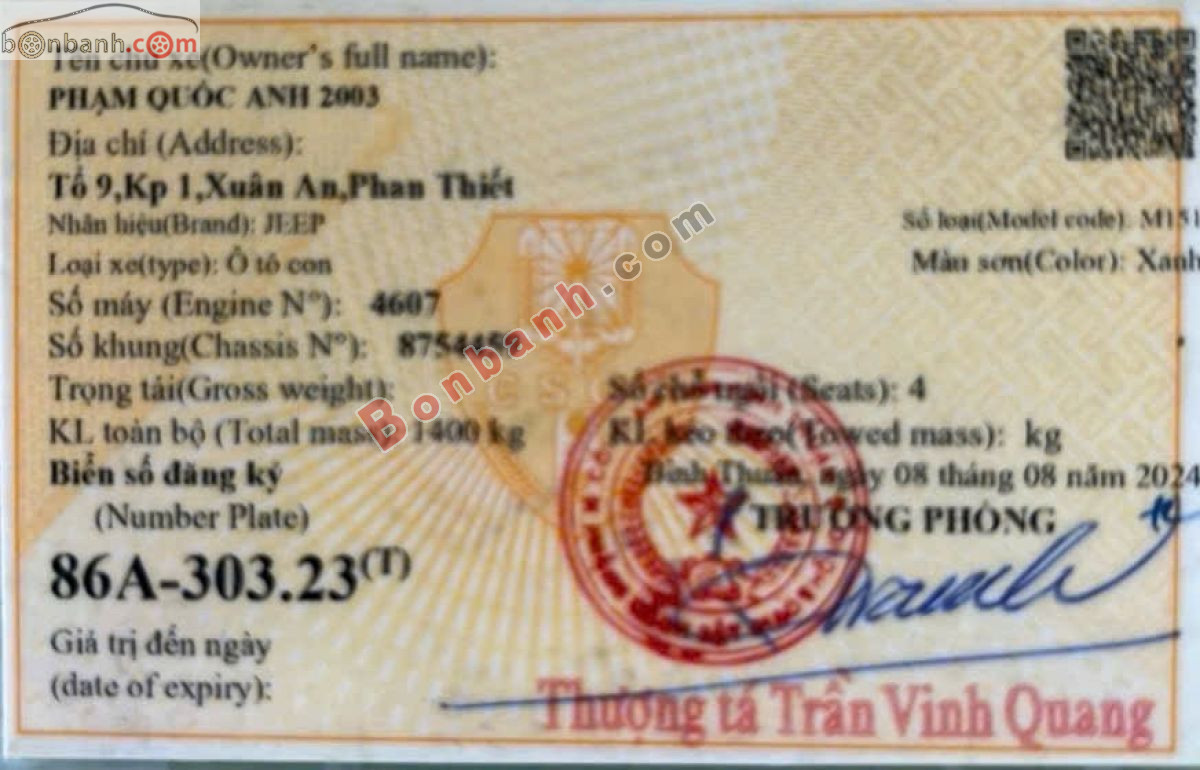 bonbanh.com
Tên chủ xe(Owner's full name):
PHẠM QUỐC ANH 2003
Địa chỉ (Address):
Tổ 9,Kp 1,Xuân An,Phan Thiết
Nhãn hiệu(Brand): JEEP
Số loại(Model code): M151
Loại xe(type): Ô tô con
Màu sơn(Color): Xanh
Số máy (Engine Nº): 4607
Số khung(Chassis Nº):
Trọng tải(Gross weight):
Số chỗ ngồi (Seats): 4
KL toàn bộ (Total mass): 1400 kg
KL kéo theo(Towed mass): kg
Biển số đăng ký
Bình Thuận, ngày 08 tháng 08 năm 2024
(Number Plate)
TRƯỞNG PHÒNG
86A-303.23(T)
Giá trị đến ngày
(date of expiry):
Thượng tá Trần Vinh Quang
Bonbanh.com